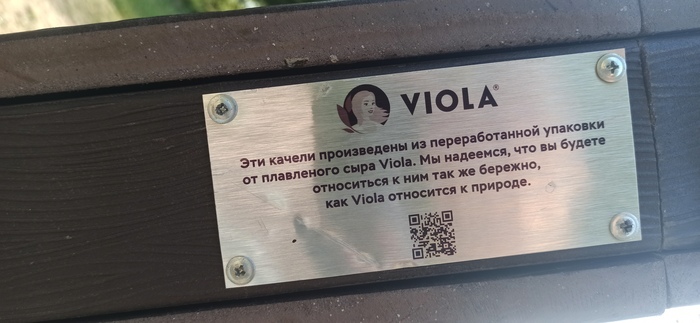 VIOLA®
Эти качели произведены из переработанной упаковки
от плавленого сыра Viola. Мы надеемся, что вы будете
относиться к ним так же бережно,
как Viola относится к природе.